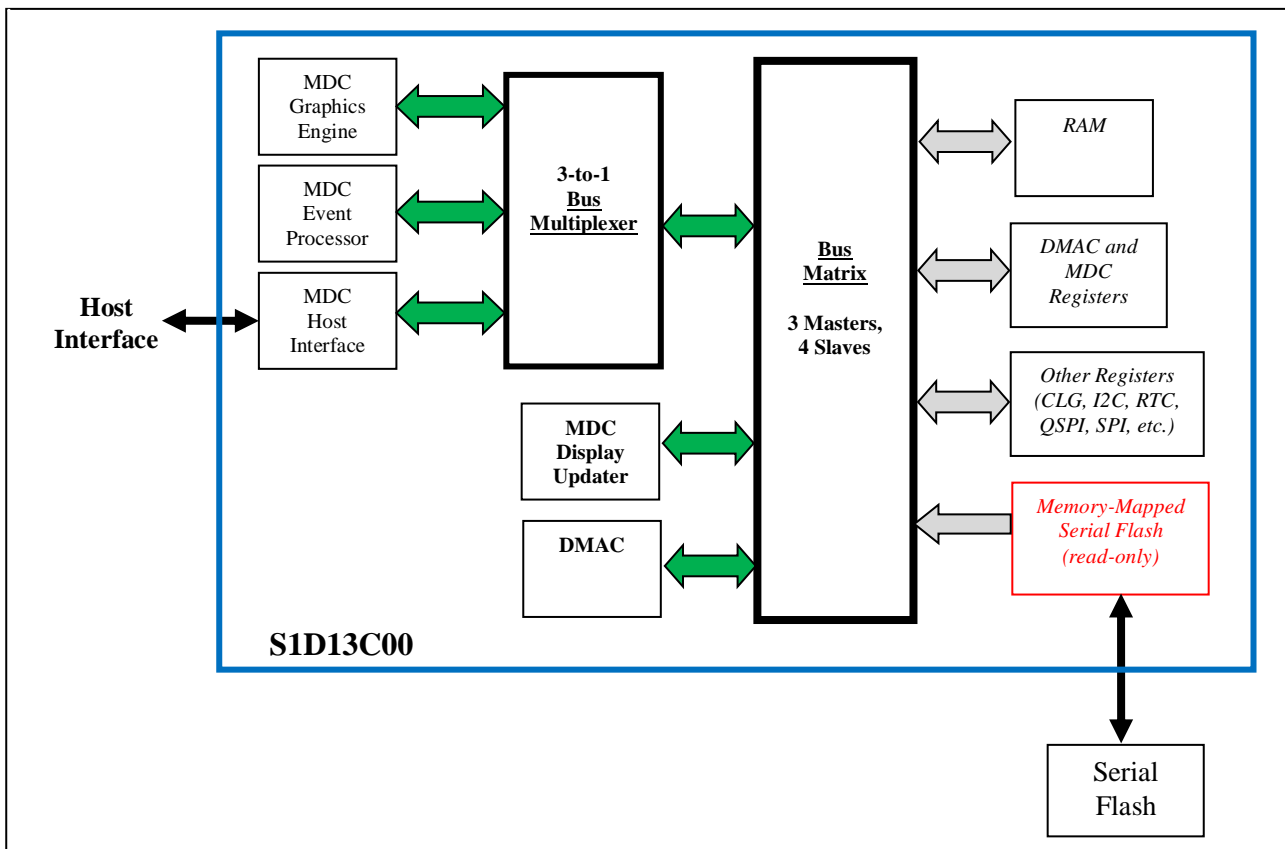 MDC
Graphics
Engine
MDC
Event
Processor
MDC
Host
Interface
Host
Interface
3-to-1
Bus
Multiplexer
MDC
Display
Updater
DMAC
Bus
Matrix
3 Masters,
4 Slaves
RAM
DMAC and
MDC
Registers
Other Registers
(CLG, I2C, RTC,
QSPI, SPI, etc.)
Memory-Mapped
Serial Flash
(read-only)
S1D13C00
Serial
Flash